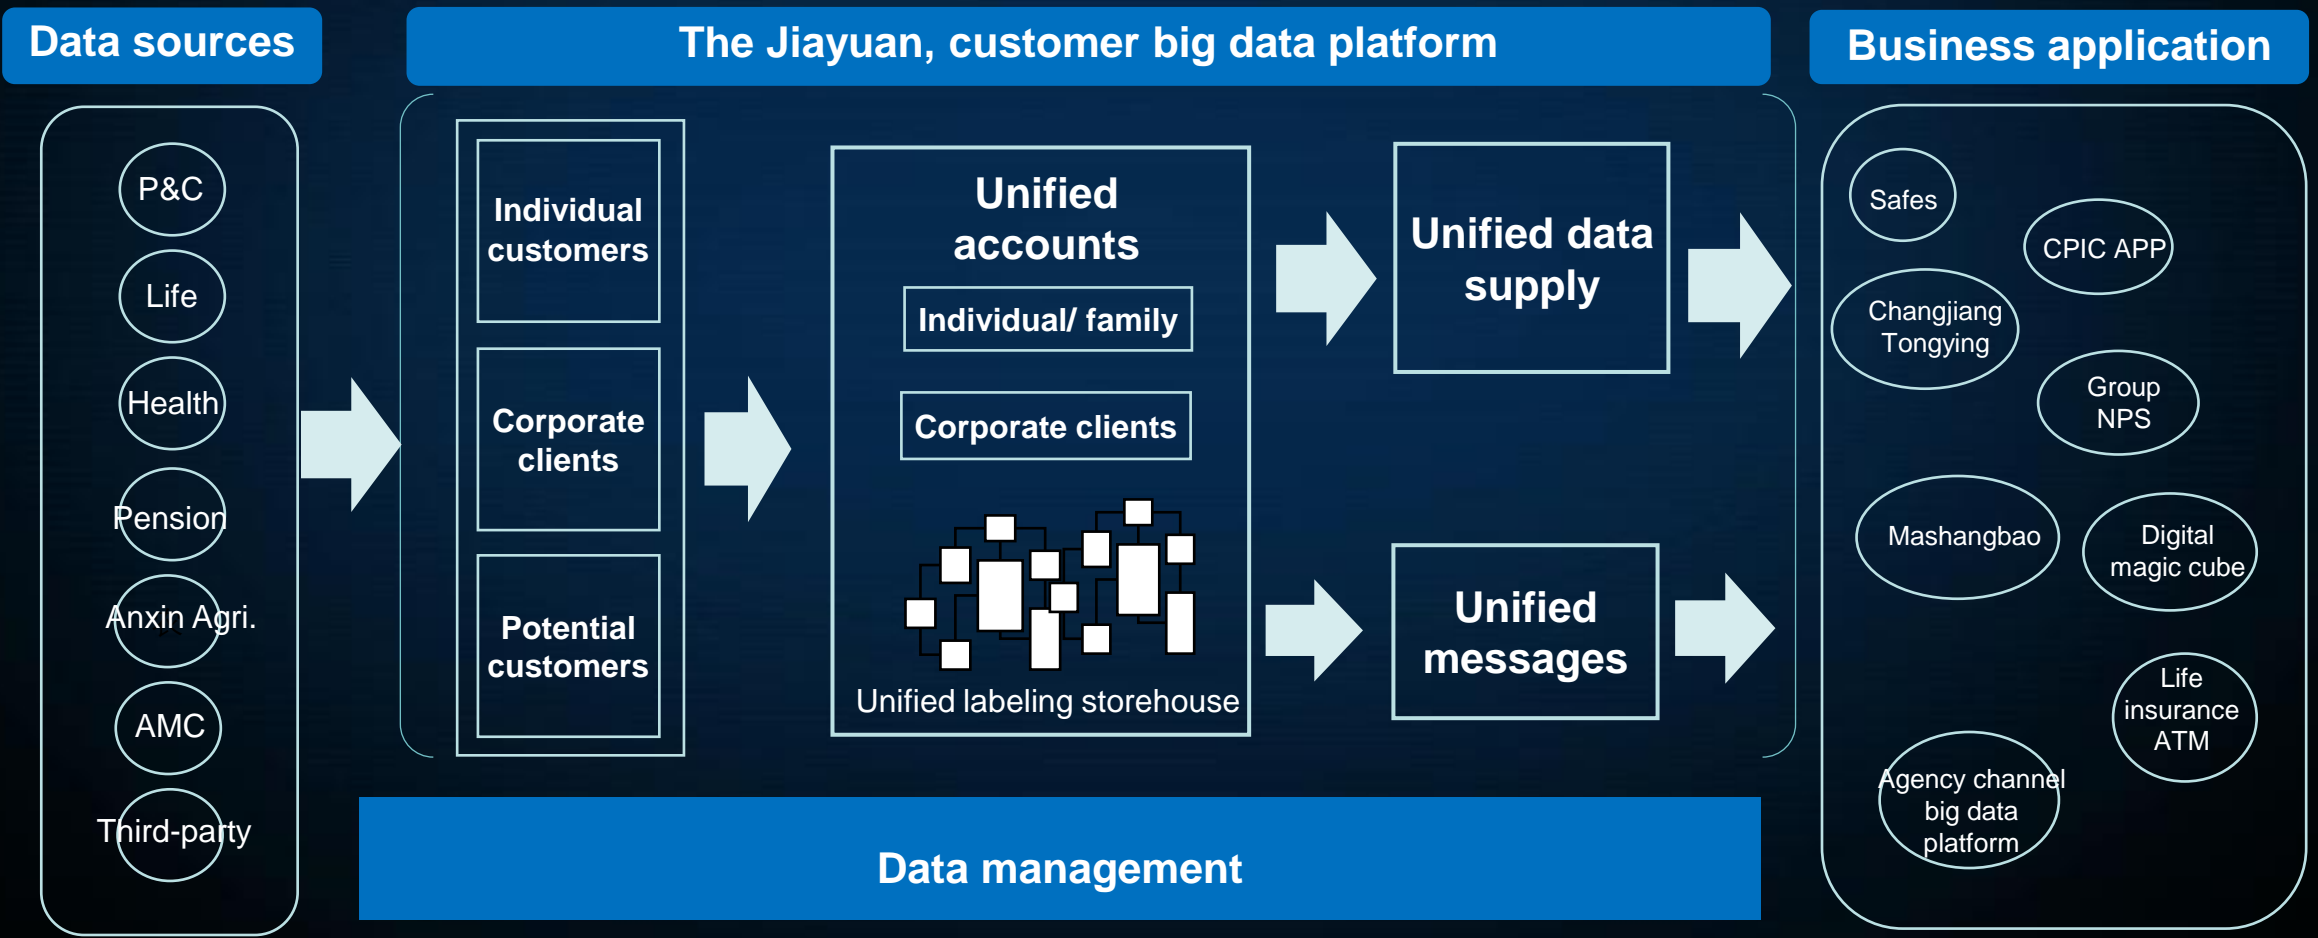 Data sources
The Jiayuan, customer big data platform
Business application
P&C
Life
Health
Pension
Anxin Agri.
AMC
Third-party
Individual
customers
Corporate
clients
Potential
customers
Unified
accounts
Individual/ family
Corporate clients
Unified labeling storehouse
Unified data
supply
Unified
messages
Safes
CPIC APP
Changjiang
Tongying
Group
NPS
Mashangbao
Digital
magic cube
Life
insurance
ATM
Agency channel
big data
platform
Data management